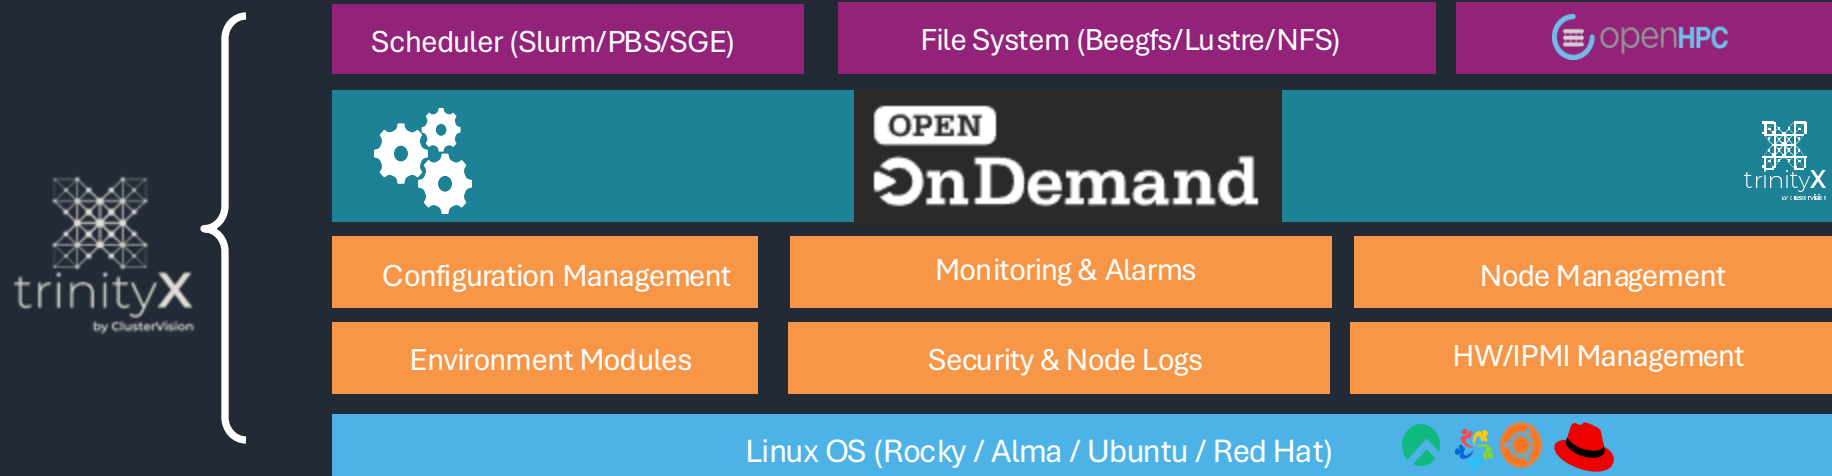 Scheduler (Slurm/PBS/SGE)
File System (Beegfs/Lustre/NFS)
openHPC
OPEN
OnDemand
trinityX
trinityX
by ClusterVision
Configuration Management
Monitoring & Alarms
Node Management
Environment Modules
Security & Node Logs
HW/IPMI Management
Linux OS (Rocky / Alma / Ubuntu / Red Hat)